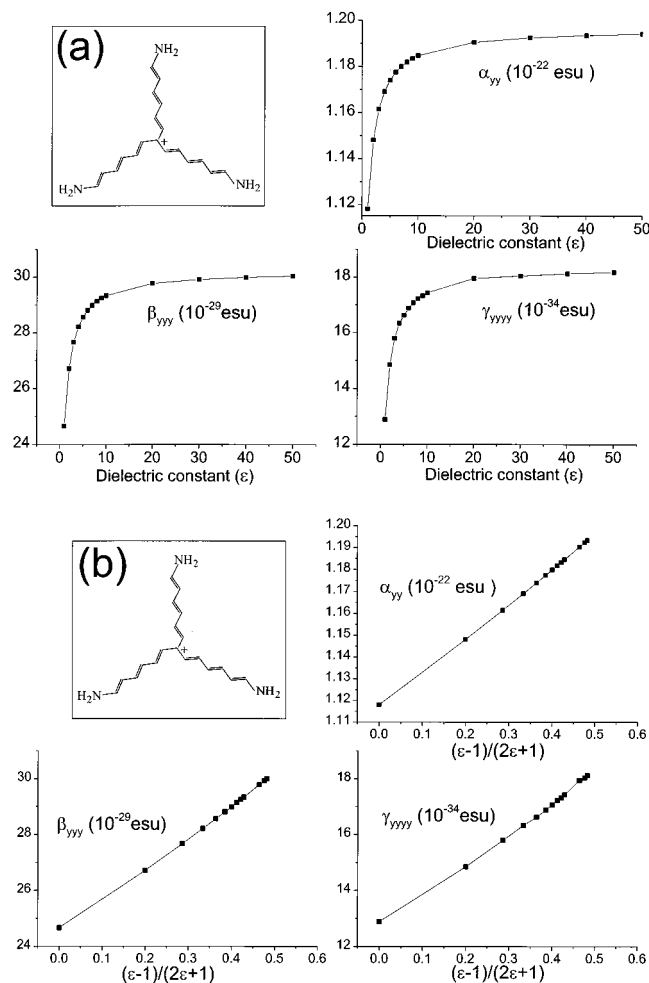 (a)
NH2
+
H2N
NH2
1.20
1.18
1.16
1.14
1.12
αyy (10-22 esu )
0 10 20 30 40 50
Dielectric constant (ε)
30
28
26
24
βyyy (10-29esu)
0 10 20 30 40 50
Dielectric constant (ε)
18
16
14
12
γyyyy (10-34esu)
0 10 20 30 40 50
Dielectric constant (ε)
(b)
NH2
+
H2N
NH2
1.20
1.19
1.18
1.17
1.16
1.15
1.14
1.13
1.12
1.11
αyy (10-22 esu )
0.0 0.1 0.2 0.3 0.4 0.5 0.6
(ε-1)/(2ε+1)
30
28
26
24
βyyy (10-29esu)
0.0 0.1 0.2 0.3 0.4 0.5 0.6
(ε-1)/(2ε+1)
18
16
14
13
12
γyyyy (10-34esu)
0.0 0.1 0.2 0.3 0.4 0.5 0.6
(ε-1)/(2ε+1)